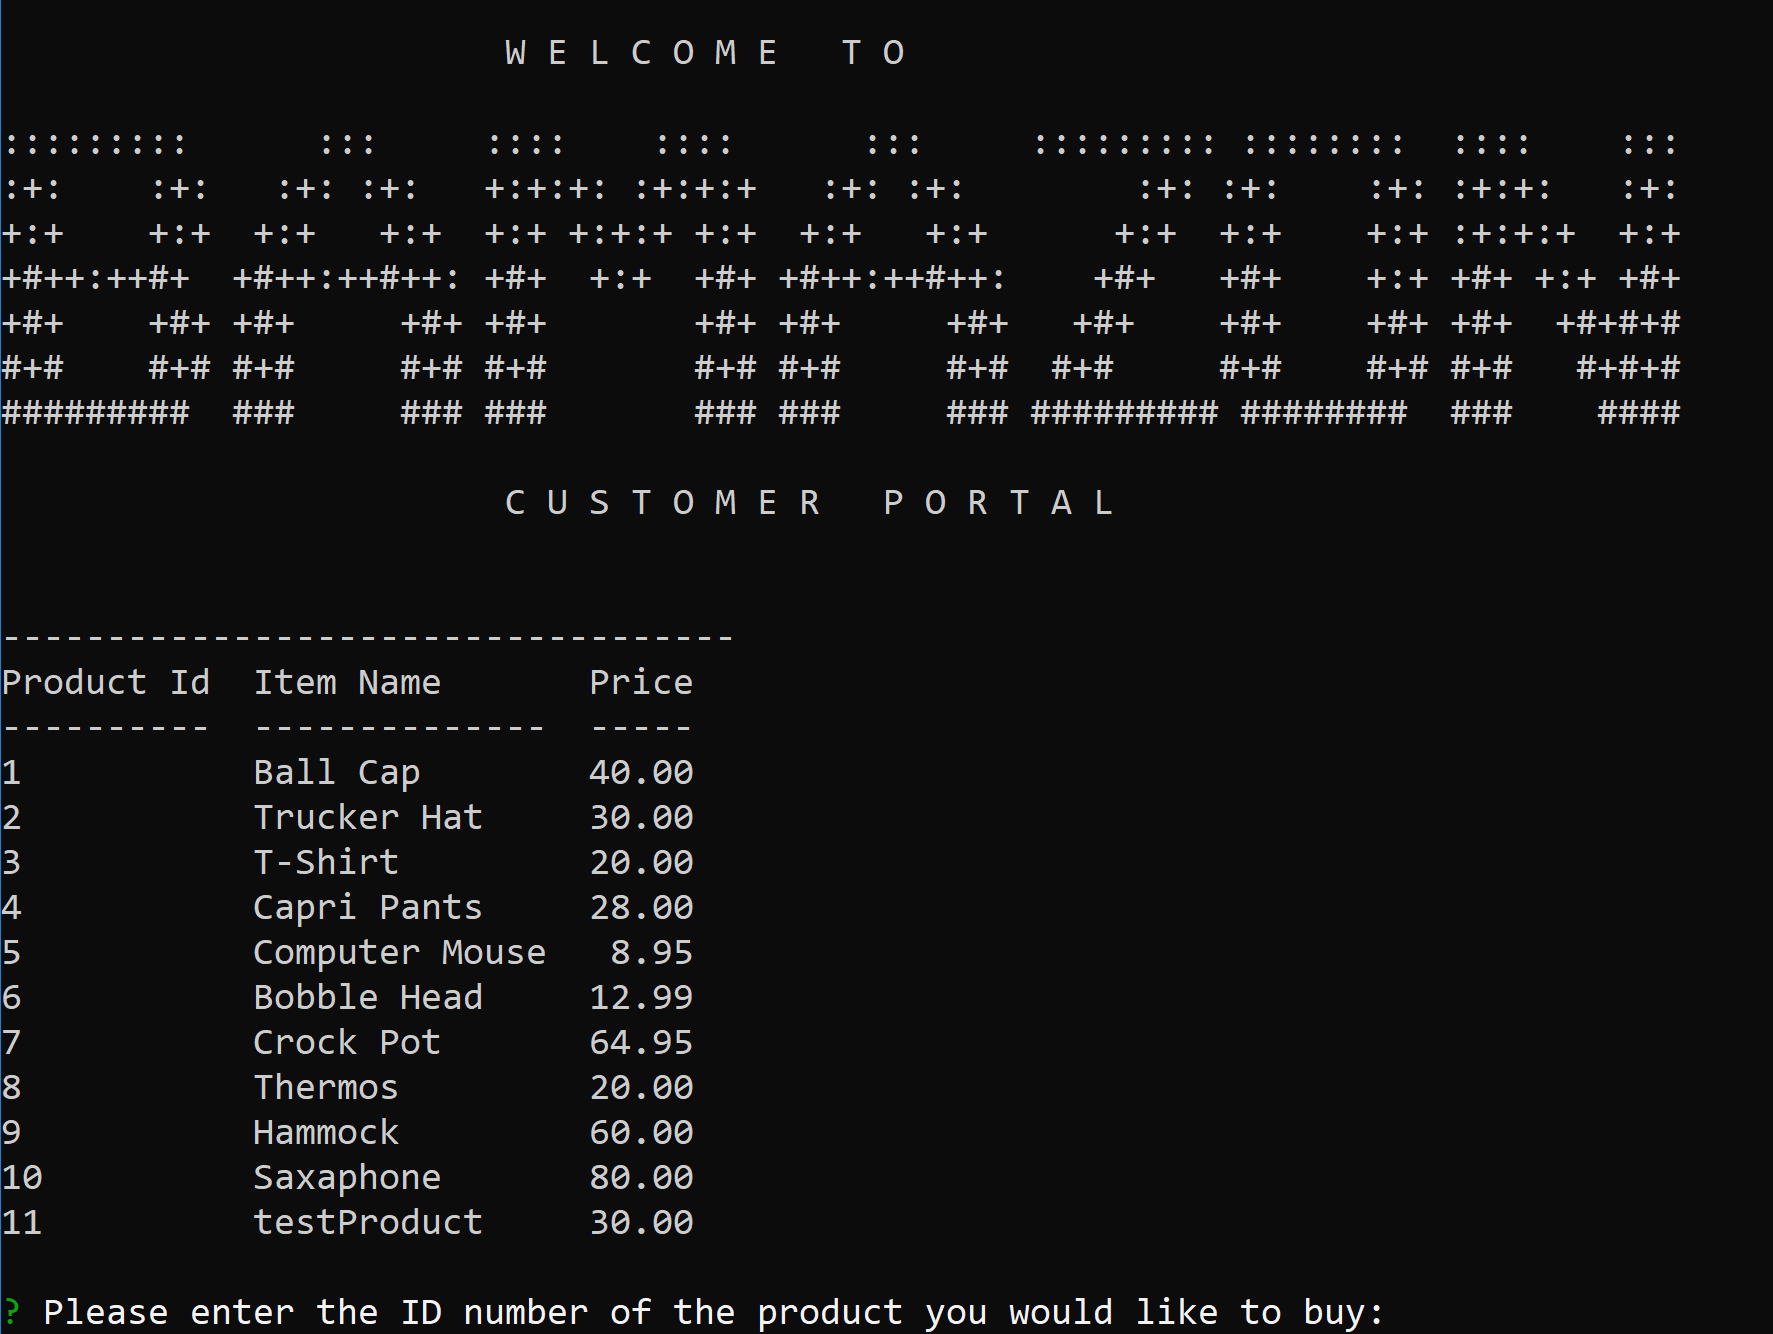 W E L C O M E   T O
:::::::::      :::     ::::    ::::      :::     ::::::::: ::::::::  ::::    :::
:+:    :+:   :+: :+:   +:+:+: :+:+:+   :+: :+:        :+: :+:    :+: :+:+:   :+:
+:+    +:+  +:+   +:+  +:+ +:+:+ +:+  +:+   +:+      +:+  +:+    +:+ :+:+:+  +:+
+#++:++#+  +#++:++#++: +#+  +:+  +#+ +#++:++#++:    +#+   +#+    +:+ +#+ +:+ +#+
+#+    +#+ +#+     +#+ +#+       +#+ +#+     +#+   +#+    +#+    +#+ +#+  +#+#+#
#+#    #+# #+#     #+# #+#       #+# #+#     #+#  #+#     #+#    #+# #+#   #+#+#
#########  ###     ### ###       ### ###     ### ######### ########  ###    ####
C U S T O M E R   P O R T A L
-----------------------------------
Product Id  Item Name       Price
----------  --------------  -----
1           Ball Cap        40.00
2           Trucker Hat     30.00
3           T-Shirt         20.00
4           Capri Pants     28.00
5           Computer Mouse   8.95
6           Bobble Head     12.99
7           Crock Pot       64.95
8           Thermos         20.00
9           Hammock         60.00
10          Saxaphone       80.00
11          testProduct     30.00
? Please enter the ID number of the product you would like to buy: